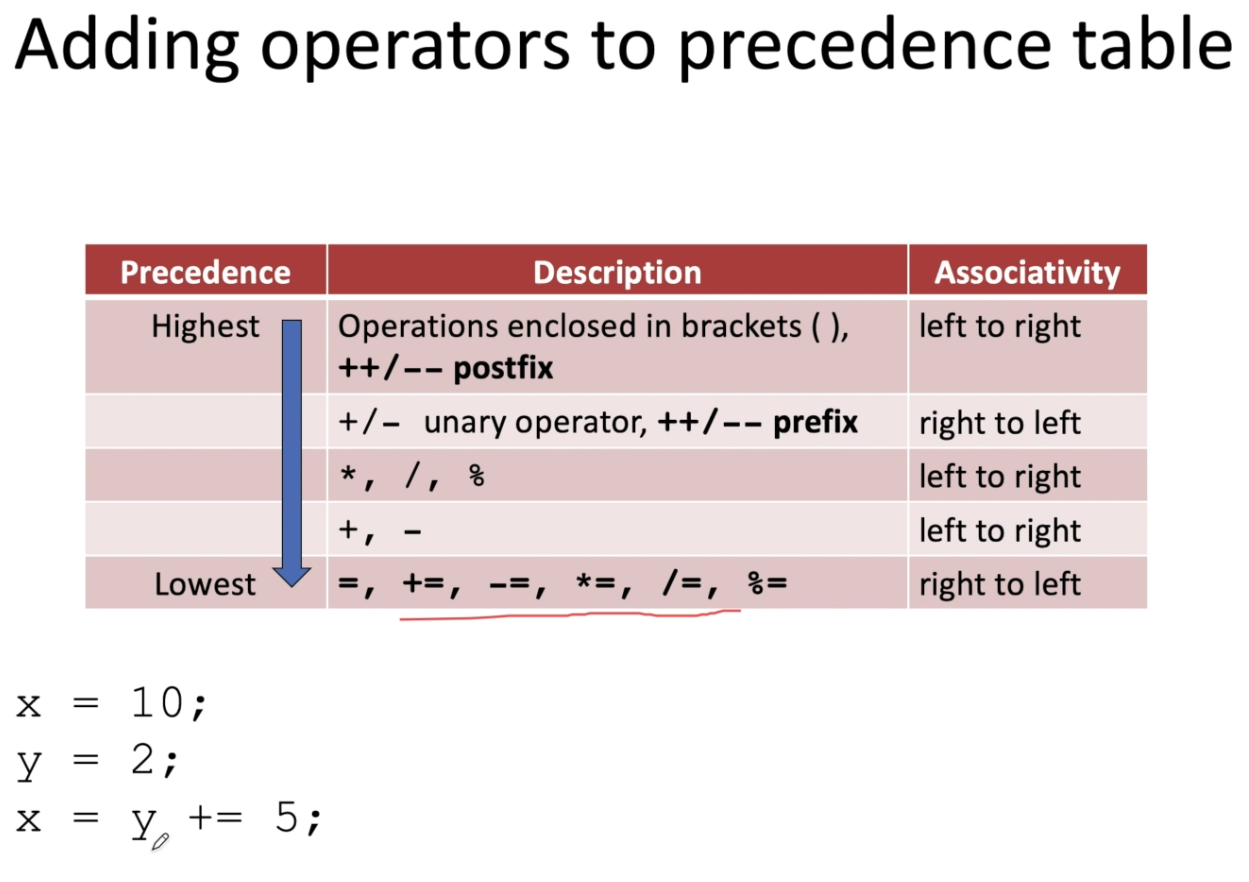 Adding operators to precedence table
Precedence Description Associativity
Highest Operations enclosed in brackets ( ), left to right
++/-- postfix
+/- unary operator, ++/-- prefix right to left
*, /, % left to right
+, - left to right
Lowest =, +=, -=, *=, /=, %= right to left
x = 10;
y = 2;
x = y += 5;